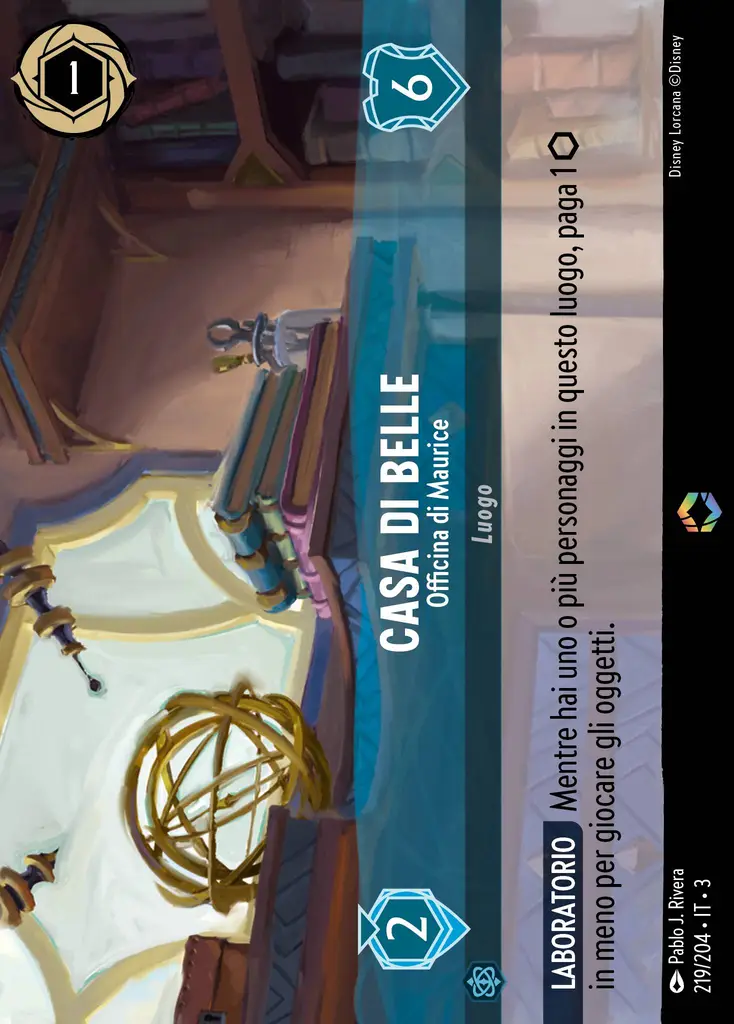 1
CASA DI BELLE
Officina di Maurice
2
6
Luogo
LABORATORIO Mentre hai uno o più personaggi in questo luogo, paga 1
in meno per giocare gli oggetti.
Pablo J. Rivera
219/204 • IT • 3
Disney Lorcana ©Disney